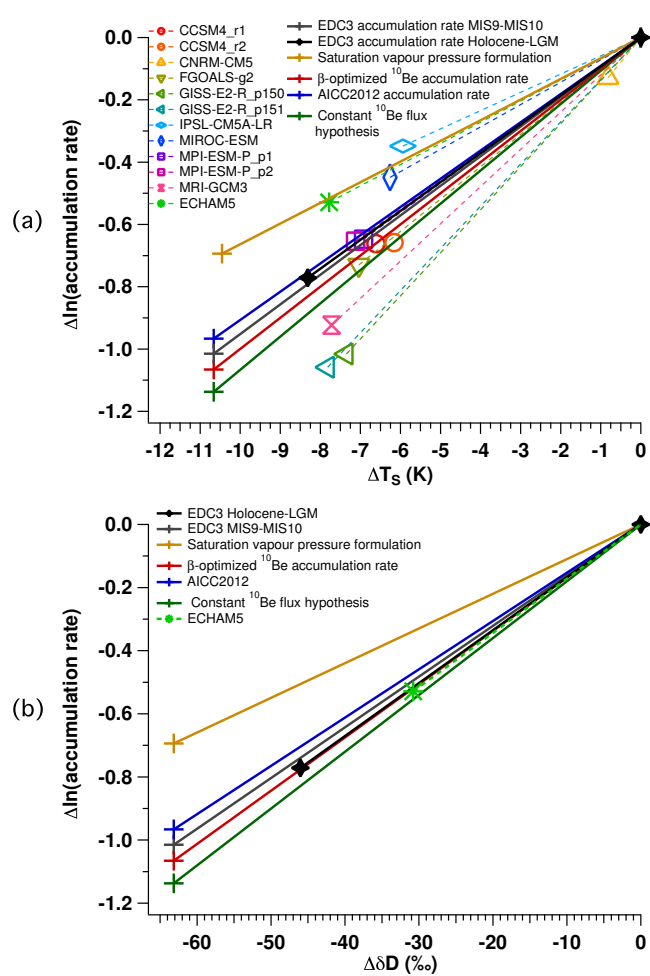 (a)
Δln(accumulation rate)
0.0
-0.2
-0.4
-0.6
-0.8
-1.0
-1.2
CCSM4_r1
CCSM4_r2
CNRM-CM5
FGOALS-g2
GISS-E2-R_p150
GISS-E2-R_p151
IPSL-CM5A-LR
MIROC-ESM
MPI-ESM-P_p1
MPI-ESM-P_p2
MRI-GCM3
ECHAM5
EDC3 accumulation rate MIS9-MIS10
EDC3 accumulation rate Holocene-LGM
Saturation vapour pressure formulation
β-optimized ¹⁰Be accumulation rate
AICC2012 accumulation rate
Constant ¹⁰Be flux
hypothesis
-12 -11 -10 -9 -8 -7 -6 -5 -4 -3 -2 -1 0
ΔT_S (K)
(b)
Δln(accumulation rate)
0.0
-0.2
-0.4
-0.6
-0.8
-1.0
-1.2
EDC3 Holocene-LGM
EDC3 MIS9-MIS10
Saturation vapour pressure formulation
β-optimized ¹⁰Be accumulation rate
AICC2012
Constant ¹⁰Be flux hypothesis
ECHAM5
-60 -50 -40 -30 -20 -10 0
ΔδD (‰)